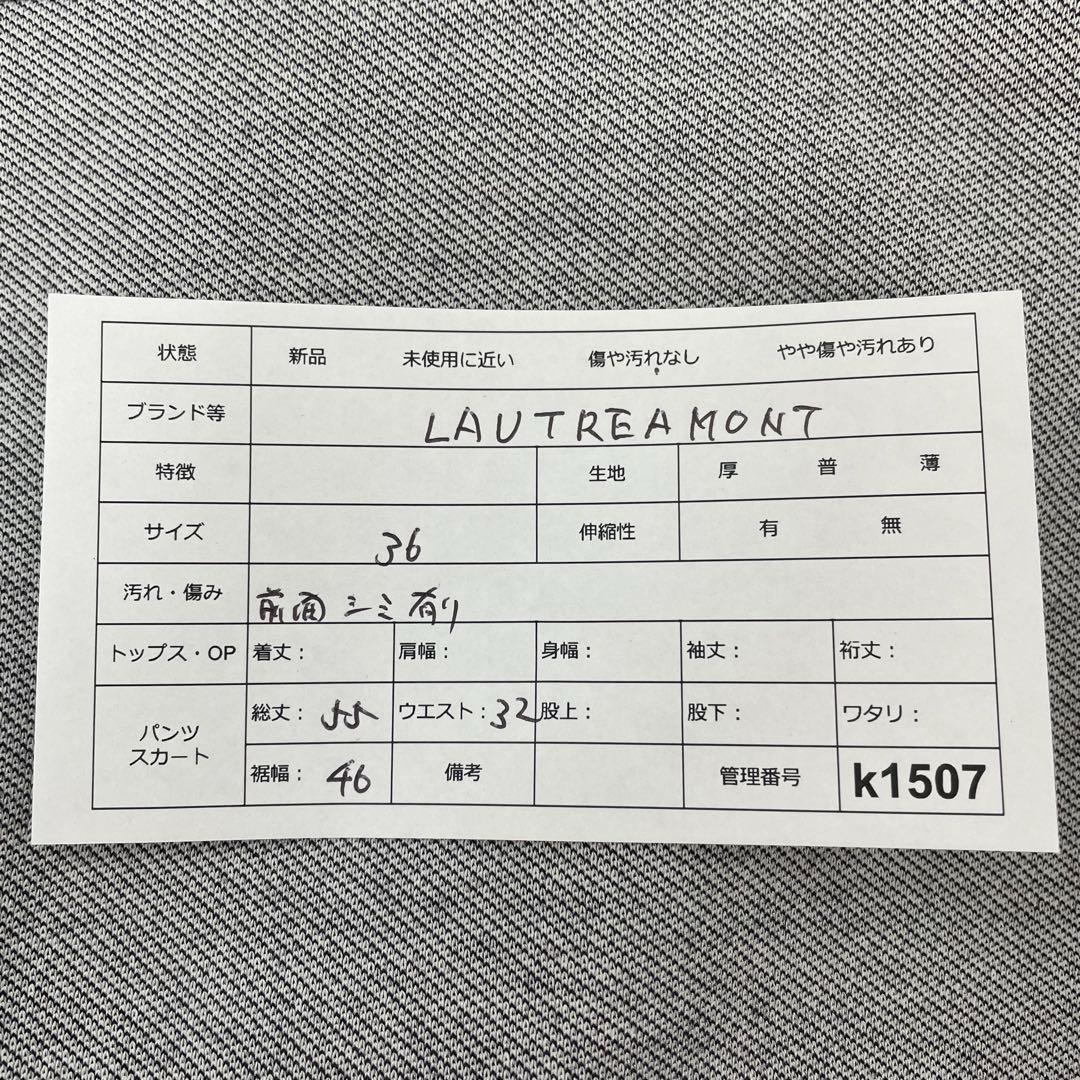 状態 新品 未使用に近い 傷や汚れなし やや傷や汚れあり
ブランド等 LAUTREAMONT
特徴 生地 厚 普 薄
サイズ 36 伸縮性 有 無
汚れ・傷み 前面シミ有り
トップス・OP 着丈: 肩幅: 身幅: 袖丈: 裄丈:
パンツ スカート 総丈: 55 ウエスト: 32 股上: 股下: ワタリ:
裾幅: 46 備考 管理番号 k1507